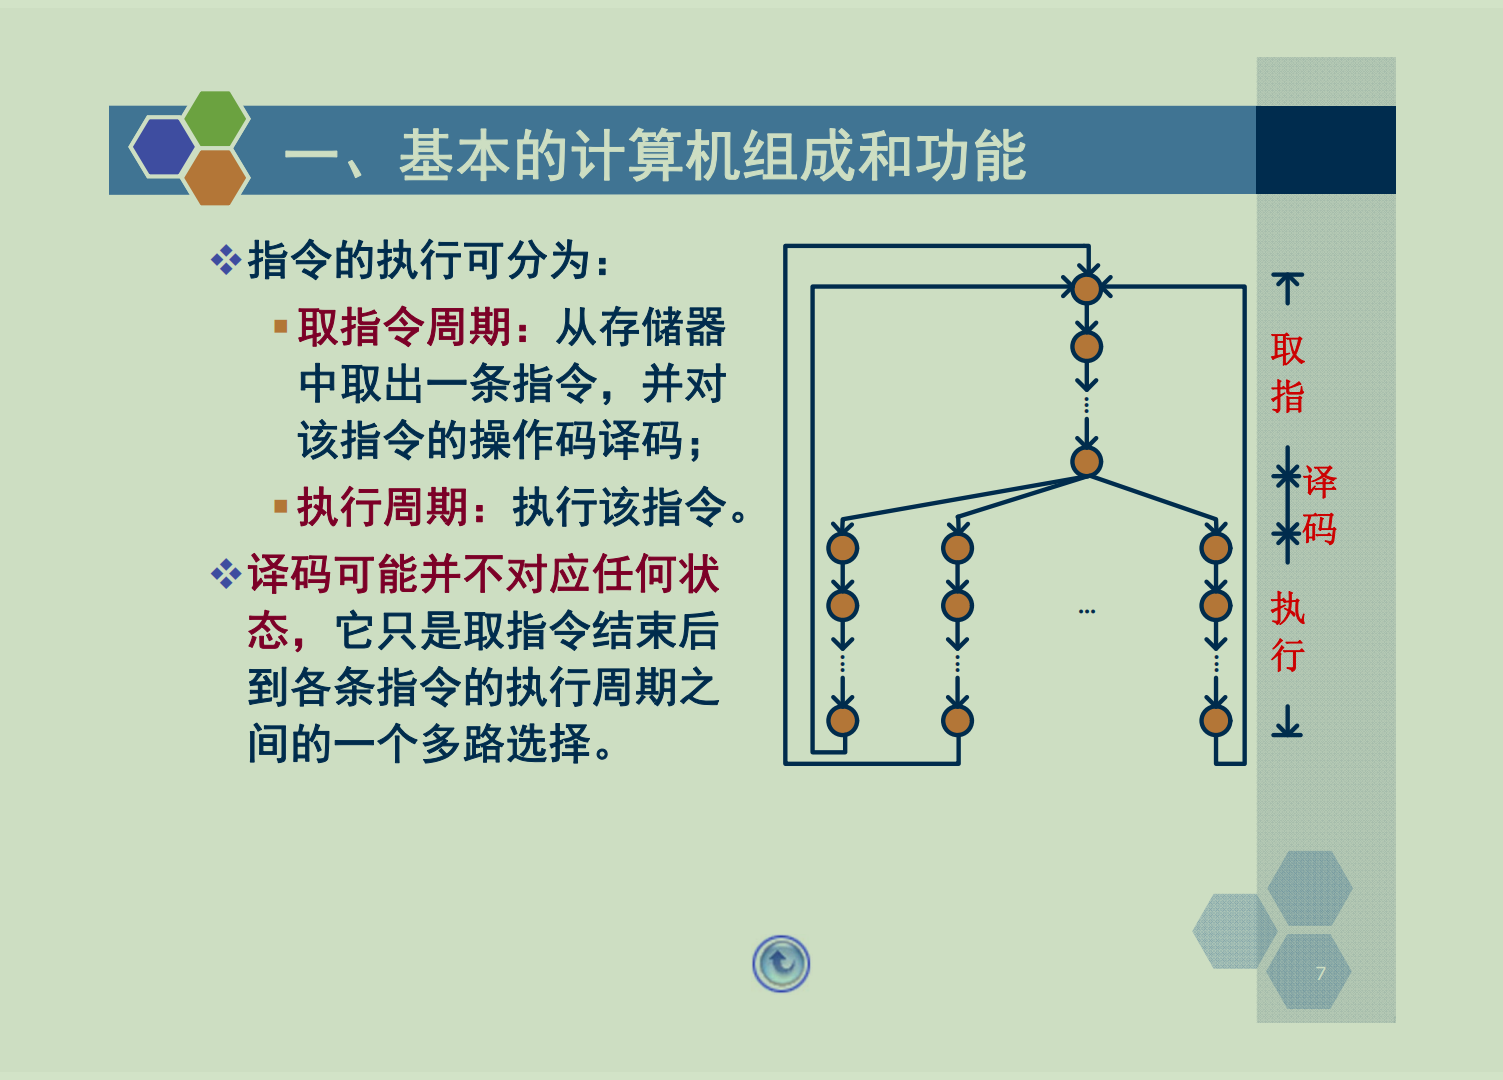 一、基本的计算机组成和功能
指令的执行可分为：
取指令周期：从存储器
中取出一条指令，并对
该指令的操作码译码；
执行周期：执行该指令。
译码可能并不对应任何状
态，它只是取指令结束后
到各条指令的执行周期之
间的一个多路选择。
取
指
译
码
执
行
...
7